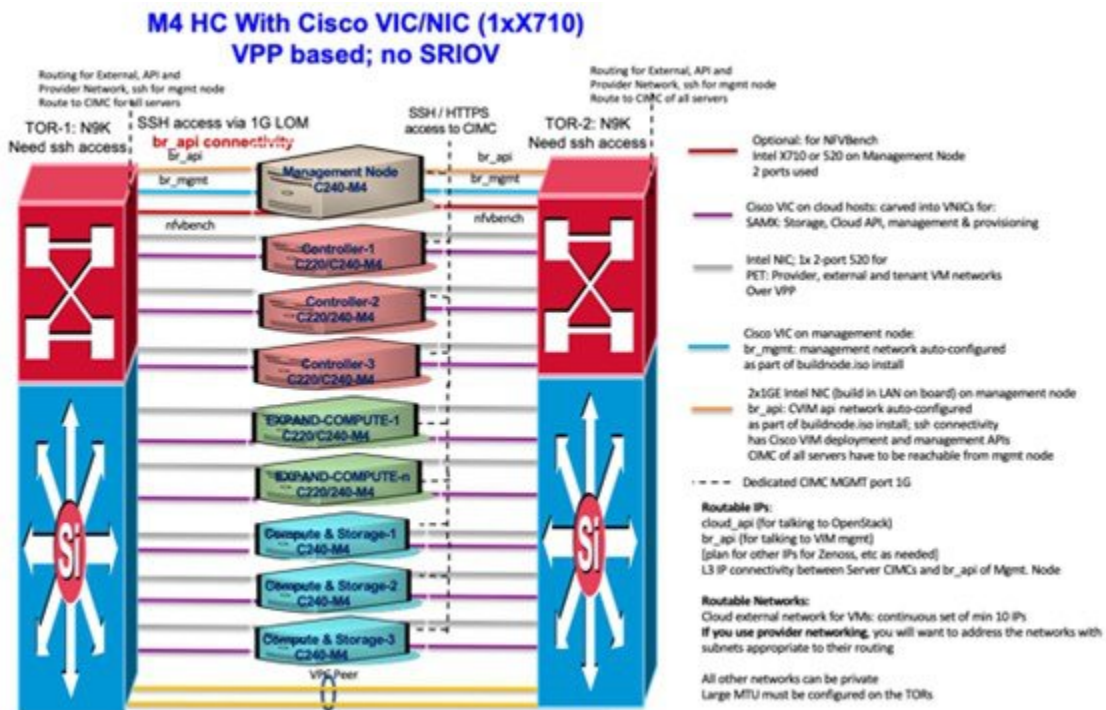 M4 HC With Cisco VIC/NIC (1xX710)
VPP based; no SRIOV
Routing for External, API and
Provider Network, ssh for mgmt node
Route to CIMC for all servers
Routing for External, API and
Provider Network, ssh for mgmt node
Route to CIMC of all servers
TOR-1: N9K
Need ssh access
SSH access via 1G LOM
br_api connectivity
SSH / HTTPS
access to CIMC
TOR-2: N9K
Need ssh access
br_api
br_mgmt
nfvbench
Management Node
C240-M4
br_api
br_mgmt
nfvbench
Controller-1
C220/C240-M4
Controller-2
C220/240-M4
Controller-3
C220/C240-M4
EXPAND-COMPUTE-1
C220/C240-M4
EXPAND-COMPUTE-n
C220/240-M4
Compute & Storage-1
C240-M4
Compute & Storage-2
C240-M4
Compute & Storage-3
C240-M4
VPC Peer
Si
Si
Optional: for NFVBench
Intel X710 or 520 on Management Node
2 ports used
Cisco VIC on cloud hosts: carved into VNICs for:
SAMX: Storage, Cloud API, management & provisioning
Intel NIC; 1x 2-port 520 for
PET: Provider, external and tenant VM networks
Over VPP
Cisco VIC on management node:
br_mgmt: management network auto-configured
as part of buildnode.iso install
2x1GE Intel NIC (build in LAN on board) on management node
br_api: CVIM api network auto-configured
as part of buildnode.iso install; ssh connectivity
has Cisco VIM deployment and management APIs
CIMC of all servers have to be reachable from mgmt node
Dedicated CIMC MGMT port 1G
Routable IPs:
cloud_api (for talking to OpenStack)
br_api (for talking to VIM mgmt)
[plan for other IPs for Zenoss, etc as needed]
L3 IP connectivity between Server CIMCs and br_api of Mgmt. Node
Routable Networks:
Cloud external network for VMs: continuous set of min 10 IPs
If you use provider networking, you will want to address the networks with
subnets appropriate to their routing
All other networks can be private
Large MTU must be configured on the TORs